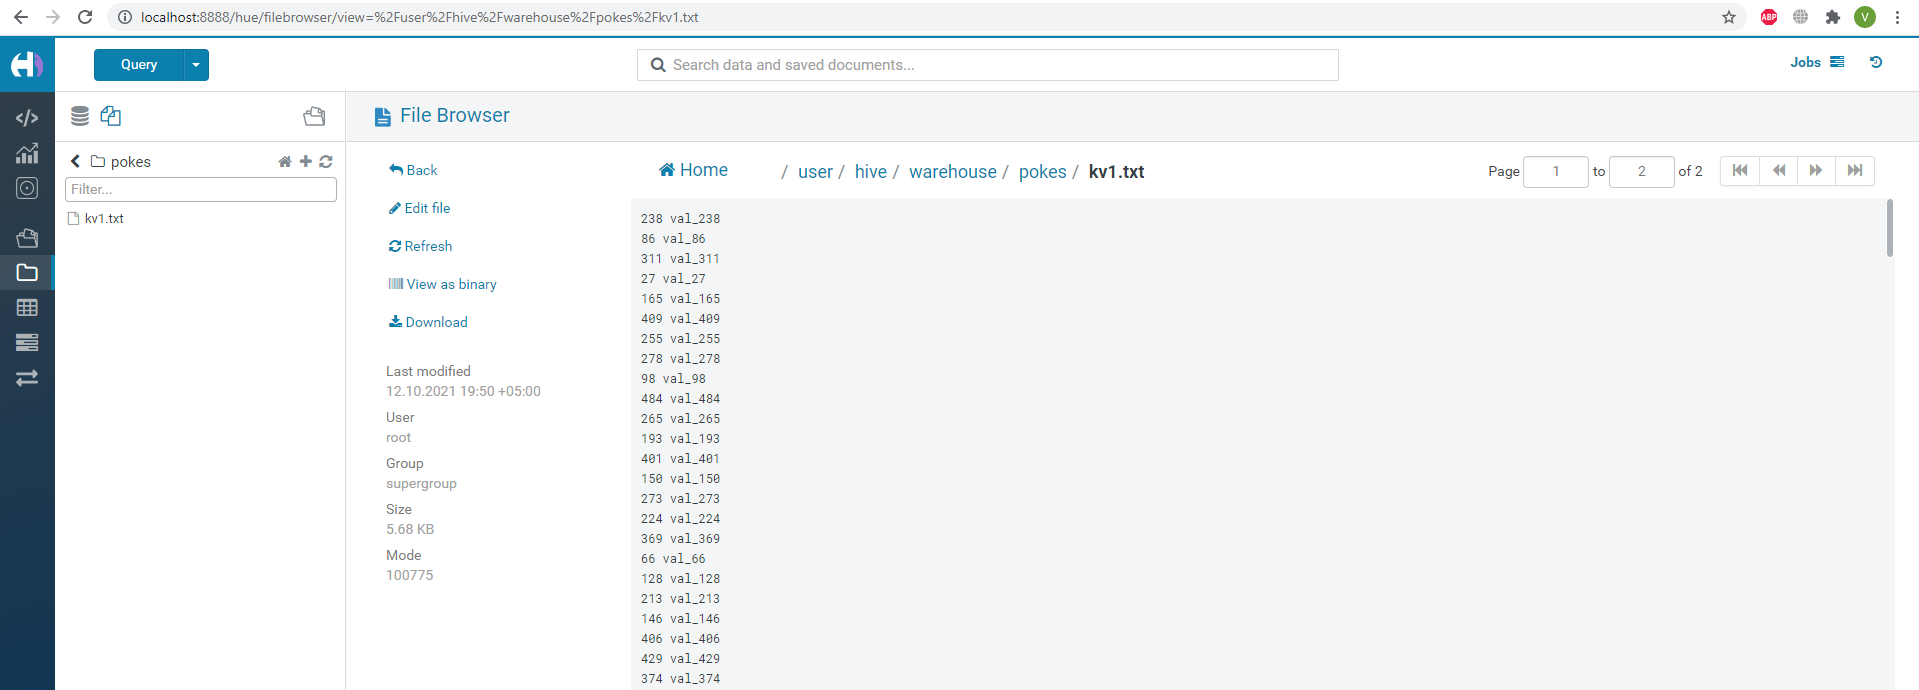 localhost:8888/hue/filebrowser/view=%2Fuser%2Fhive%2Fwarehouse%2Fpokes%2Fkv1.txt
ABP
V
Query
Search data and saved documents...
Jobs
File Browser
pokes
Filter...
kv1.txt
Back
Edit file
Refresh
View as binary
Download
Last modified
12.10.2021 19:50 +05:00
User
root
Group
supergroup
Size
5.68 KB
Mode
100775
Home / user / hive / warehouse / pokes / kv1.txt
Page 1 to 2 of 2
238 val_238
86 val_86
311 val_311
27 val_27
165 val_165
409 val_409
255 val_255
278 val_278
98 val_98
484 val_484
265 val_265
193 val_193
401 val_401
150 val_150
273 val_273
224 val_224
369 val_369
66 val_66
128 val_128
213 val_213
146 val_146
406 val_406
429 val_429
374 val_374